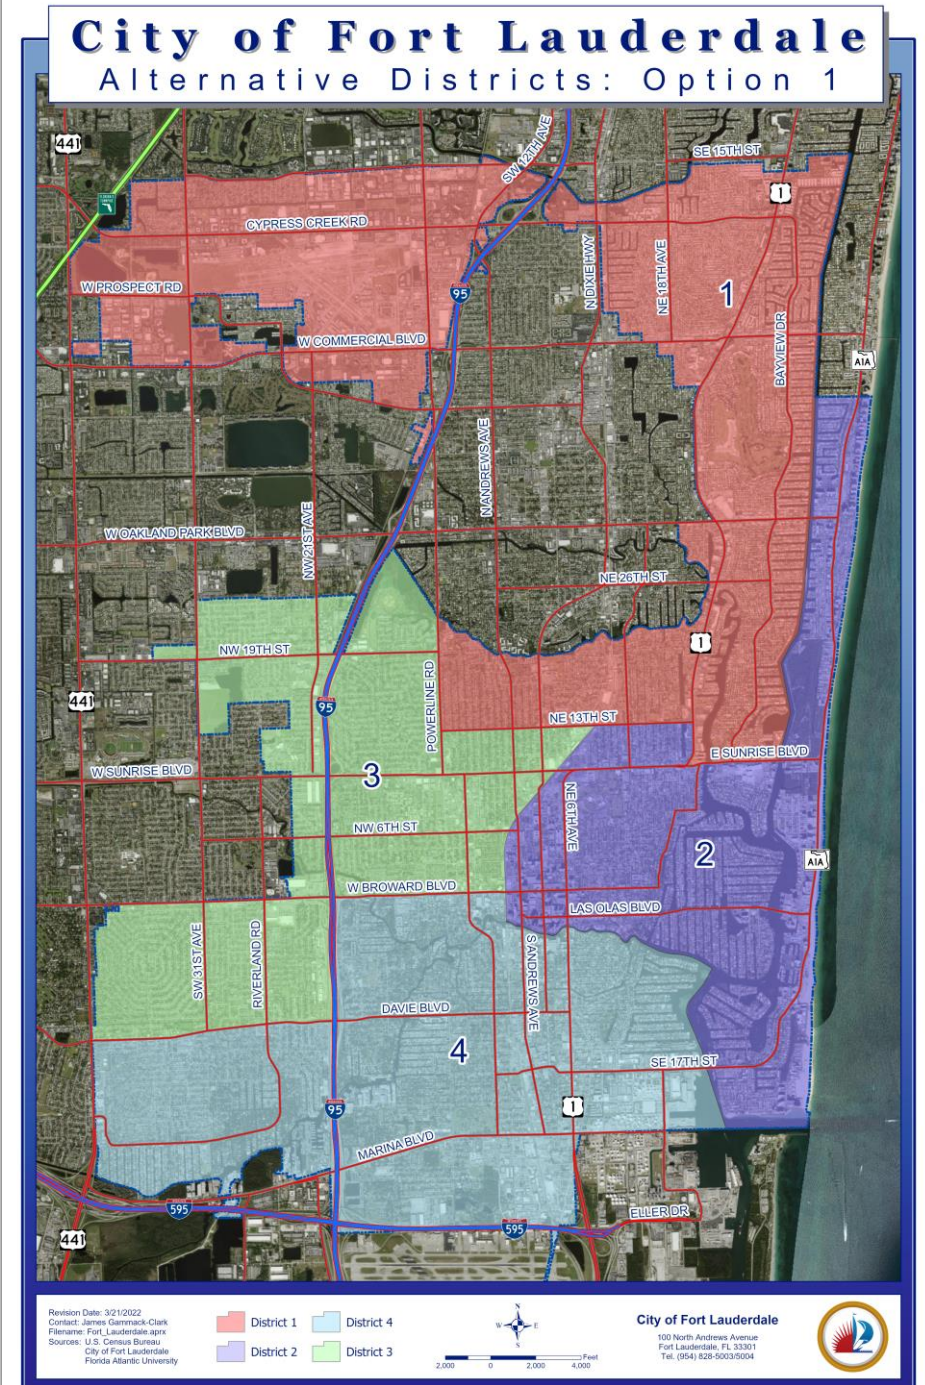 City of Fort Lauderdale
Alternative Districts: Option 1
441
SW 12TH AVE
SE 15TH ST
1
CYPRESS CREEK RD
N DIXIE HWY
NE 18TH AVE
W PROSPECT RD
95
1
W COMMERCIAL BLVD
BAYVIEW DR
A1A
N ANDREWS AVE
NW 21ST AVE
W OAKLAND PARK BLVD
NE 26TH ST
1
NW 19TH ST
441
95
POWERLINE RD
NE 13TH ST
E SUNRISE BLVD
W SUNRISE BLVD
3
NE 6TH AVE
NW 6TH ST
2
A1A
W BROWARD BLVD
LAS OLAS BLVD
SW 31ST AVE
RIVERLAND RD
S ANDREWS AVE
DAVIE BLVD
4
SE 17TH ST
95
1
MARINA BLVD
595
ELLER DR
595
441
Revision Date: 3/21/2022
Contact: James Gammack-Clark
Filename: Fort_Lauderdale.aprx
Sources: U.S. Census Bureau
City of Fort Lauderdale
Florida Atlantic University
District 1
District 4
District 2
District 3
N
W
E
S
Feet
2,000
0
2,000
4,000
City of Fort Lauderdale
100 North Andrews Avenue
Fort Lauderdale, FL 33301
Tel. (954) 828-5003/5004